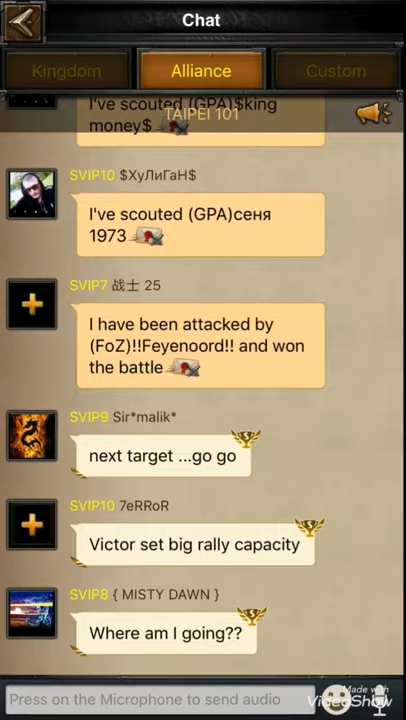 Chat
Kingdom
Alliance
Custom
I've scouted (GPA)$king
money$
TAIPEI 101
SVIP10 $ХуЛиГаН$
I've scouted (GPA)сеня
1973
SVIP7 战士 25
I have been attacked by
(FoZ)!!Feyenoord!! and won
the battle
SVIP9 Sir*malik*
next target ...go go
SVIP10 7eRRoR
Victor set big rally capacity
SVIP8 { MISTY DAWN }
Where am I going??
Press on the Microphone to send audio
Made with
VideoShow